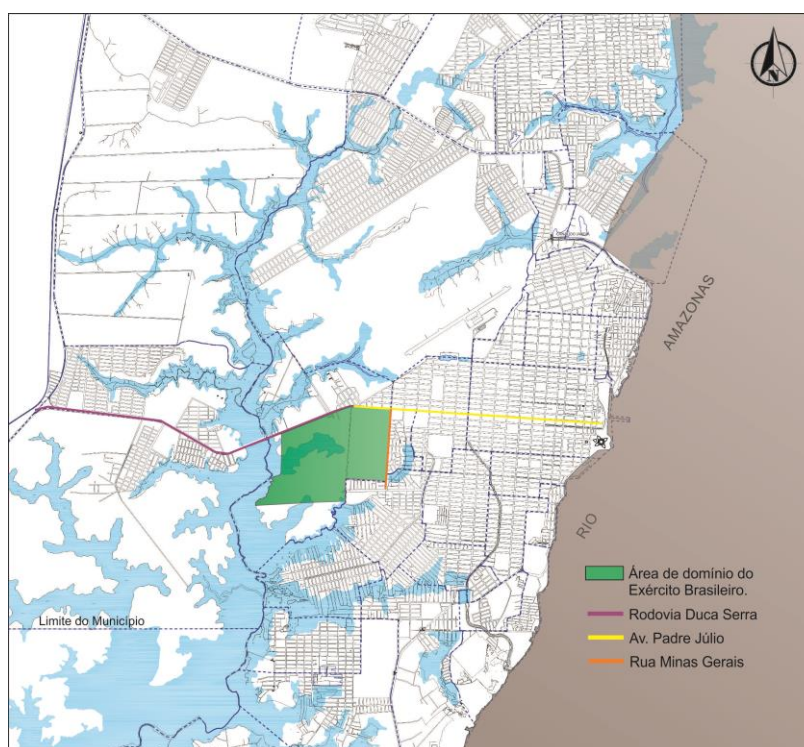 N
AMAZONAS
RIO
Área de domínio do
Exército Brasileiro.
Rodovia Duca Serra
Limite do Município
Av. Padre Júlio
Rua Minas Gerais